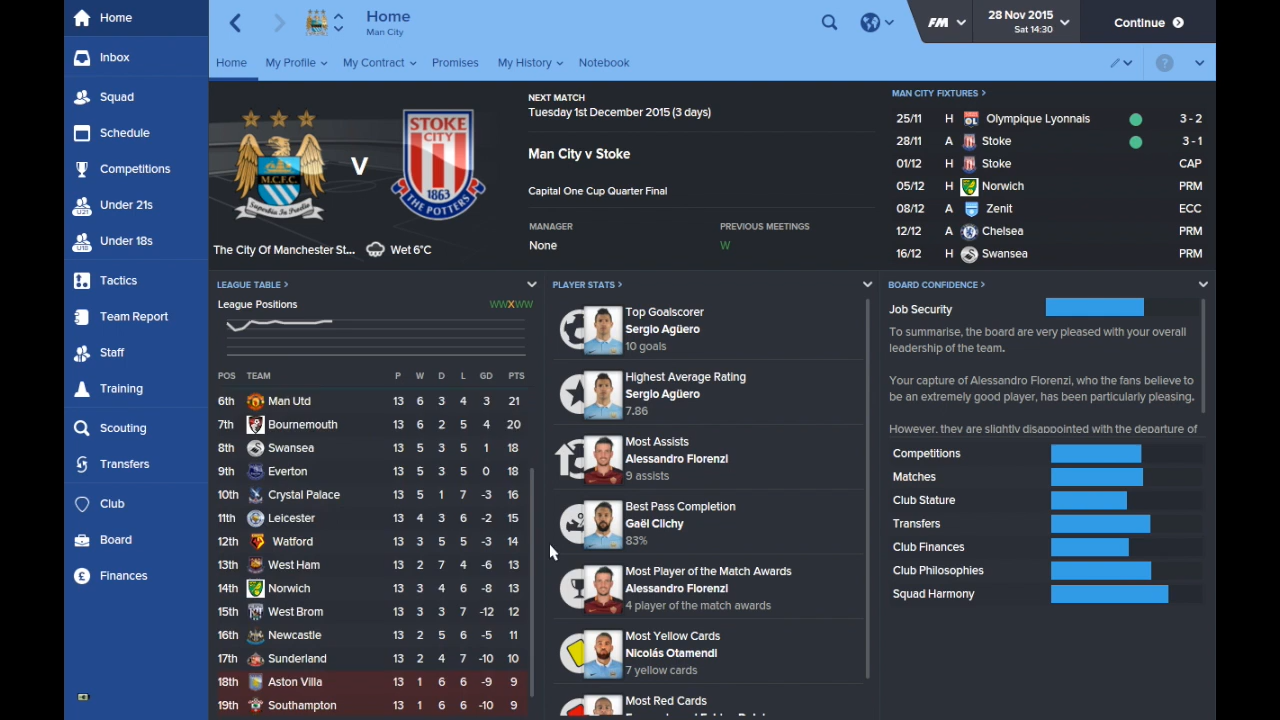 Home
Inbox
Squad
Schedule
Competitions
Under 21s
Under 18s
Tactics
Team Report
Staff
Training
Scouting
Transfers
Club
Board
Finances
Home
Man City
FM
28 Nov 2015
Sat 14:30
Continue
Home My Profile My Contract Promises My History Notebook
?
M.C.F.C.
V
STOKE
CITY
1863
THE POTTERS
The City Of Manchester St... Wet 6°C
NEXT MATCH
Tuesday 1st December 2015 (3 days)
Man City v Stoke
Capital One Cup Quarter Final
MANAGER PREVIOUS MEETINGS
None W
MAN CITY FIXTURES >
25/11 H Olympique Lyonnais 3 - 2
28/11 A Stoke 3 - 1
01/12 H Stoke CAP
05/12 H Norwich PRM
08/12 A Zenit ECC
12/12 A Chelsea PRM
16/12 H Swansea PRM
LEAGUE TABLE >
League Positions WWXWW
POS TEAM P W D L GD PTS
6th Man Utd 13 6 3 4 3 21
7th Bournemouth 13 6 2 5 4 20
8th Swansea 13 5 3 5 1 18
9th Everton 13 5 3 5 0 18
10th Crystal Palace 13 5 1 7 -3 16
11th Leicester 13 4 3 6 -2 15
12th Watford 13 3 5 5 -3 14
13th West Ham 13 2 7 4 -6 13
14th Norwich 13 3 4 6 -8 13
15th West Brom 13 3 3 7 -12 12
16th Newcastle 13 2 5 6 -5 11
17th Sunderland 13 2 4 7 -10 10
18th Aston Villa 13 1 6 6 -9 9
19th Southampton 13 1 6 6 -10 9
PLAYER STATS >
Top Goalscorer
Sergio Agüero
10 goals
Highest Average Rating
Sergio Agüero
7.86
Most Assists
Alessandro Florenzi
9 assists
Best Pass Completion
Gaël Clichy
83%
Most Player of the Match Awards
Alessandro Florenzi
4 player of the match awards
Most Yellow Cards
Nicolás Otamendi
7 yellow cards
Most Red Cards
BOARD CONFIDENCE >
Job Security
To summarise, the board are very pleased with your overall
leadership of the team.
Your capture of Alessandro Florenzi, who the fans believe to
be an extremely good player, has been particularly pleasing.
However, they are slightly disappointed with the departure of
Competitions
Matches
Club Stature
Transfers
Club Finances
Club Philosophies
Squad Harmony